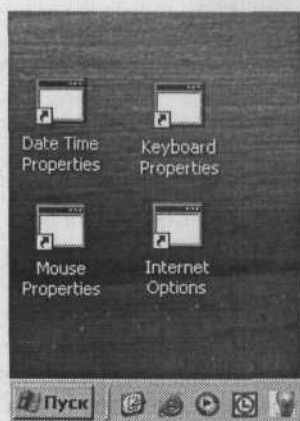 Date Time
Properties
Keyboard
Properties
Mouse
Properties
Internet
Options
Пуск